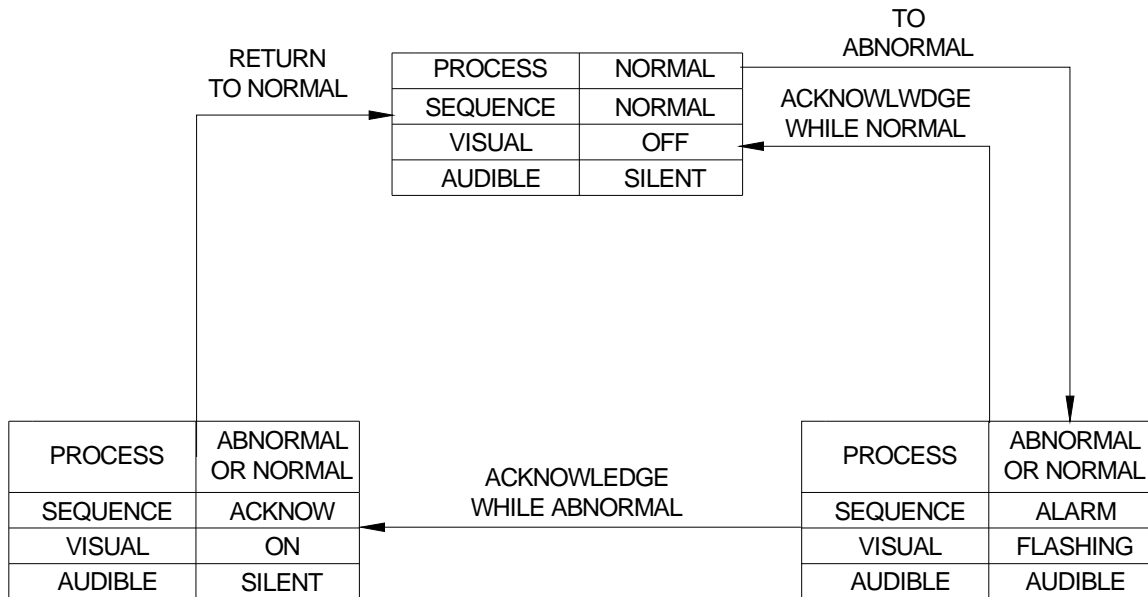 TO
ABNORMAL
RETURN
TO NORMAL
PROCESS NORMAL
SEQUENCE NORMAL
VISUAL OFF
AUDIBLE SILENT
ACKNOWLWDGE
WHILE NORMAL
PROCESS ABNORMAL
OR NORMAL
SEQUENCE ACKNOW
VISUAL ON
AUDIBLE SILENT
ACKNOWLEDGE
WHILE ABNORMAL
PROCESS ABNORMAL
OR NORMAL
SEQUENCE ALARM
VISUAL FLASHING
AUDIBLE AUDIBLE